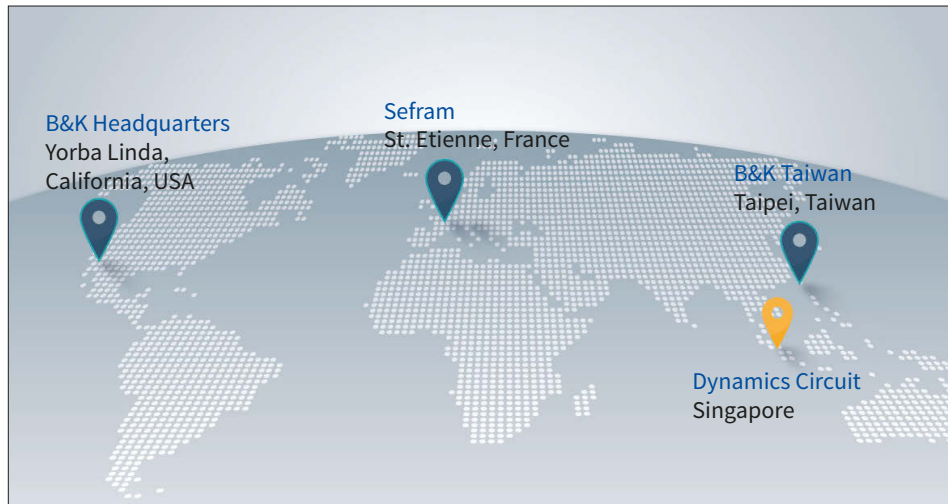 B&K Headquarters
Yorba Linda,
California, USA
Sefram
St. Etienne, France
B&K Taiwan
Taipei, Taiwan
Dynamics Circuit
Singapore